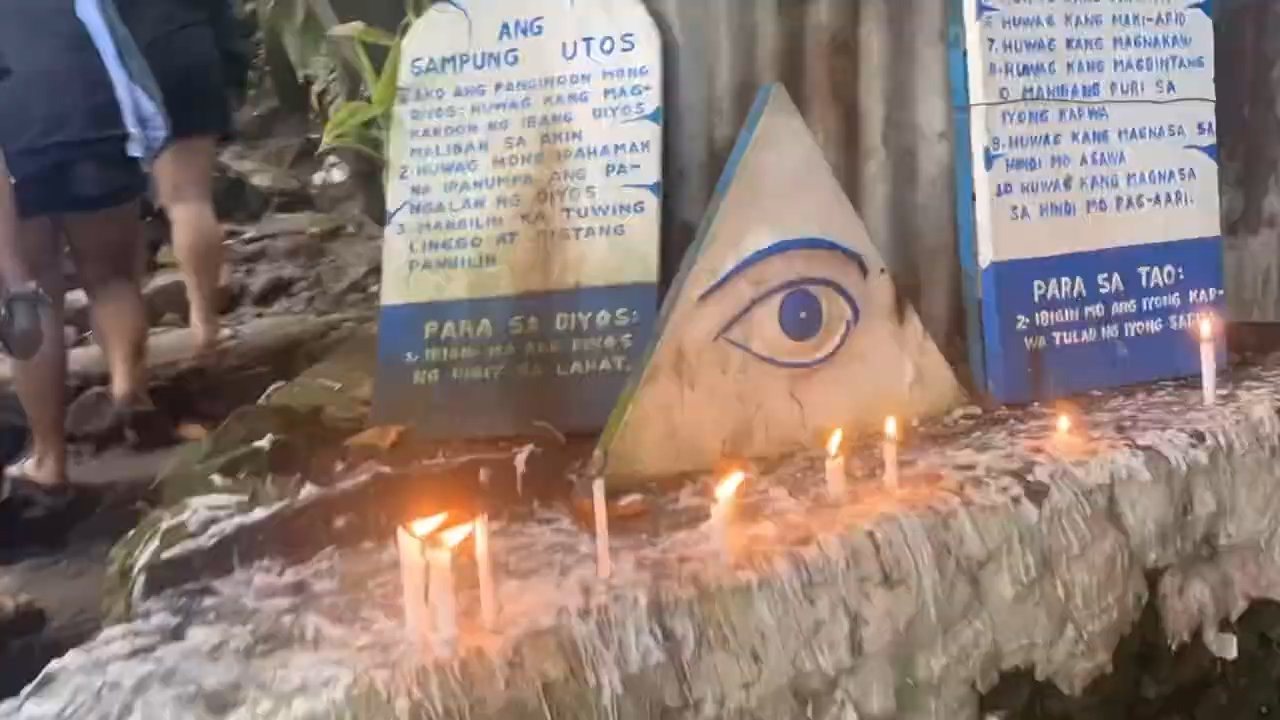 ANG
SAMPUNG UTOS
AKO ANG PANGINOON MONG
DIYOS-HUWAG KANG MAG-
KAROON NG IBANG DIYOS
MALIBAN SA AKIN
2. HUWAG MONG IPAHAMAK
NA IPANUMPA ANG PA-
NGALAN NG DIYOS
3. MANGILIN KA TUWING
LINGGO AT PISTANG
PANGILIN
PARA SA DIYOS:
1. IBIGIN MO ANG DIYOS
NG HIGIT SA LAHAT.
6. HUWAG KANG MAKI-APID
7. HUWAG KANG MAGNAKAW
8. HUWAG KANG MAGBINTANG
O MANIRANG PURI SA
IYONG KAPWA
9. HUWAG KANG MAGNASA SA
HINDI MO ASAWA
10 HUWAG KANG MAGNASA
SA HINDI MO PAG-AARI.
PARA SA TAO:
2- IBIGIN MO ANG IYONG KAP-
WA TULAD NG IYONG